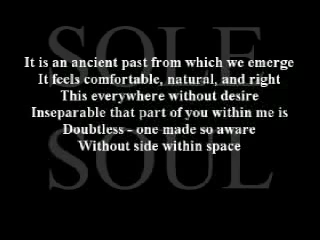 SOLE
It is an ancient past from which we emerge
It feels comfortable, natural, and right
This everywhere without desire
Inseparable that part of you within me is
Doubtless - one made so aware
Without side within space
SOUL